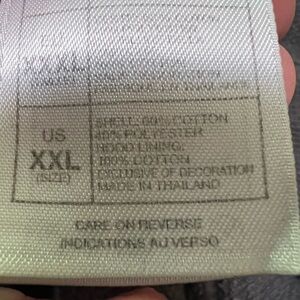 XXXL
US
XXL
(SIZE)
SHELL: 60% COTTON
40% POLYESTER
HOOD LINING:
100% COTTON
EXCLUSIVE OF DECORATION
MADE IN THAILAND
CARE ON REVERSE
INDICATIONS AU VERSO